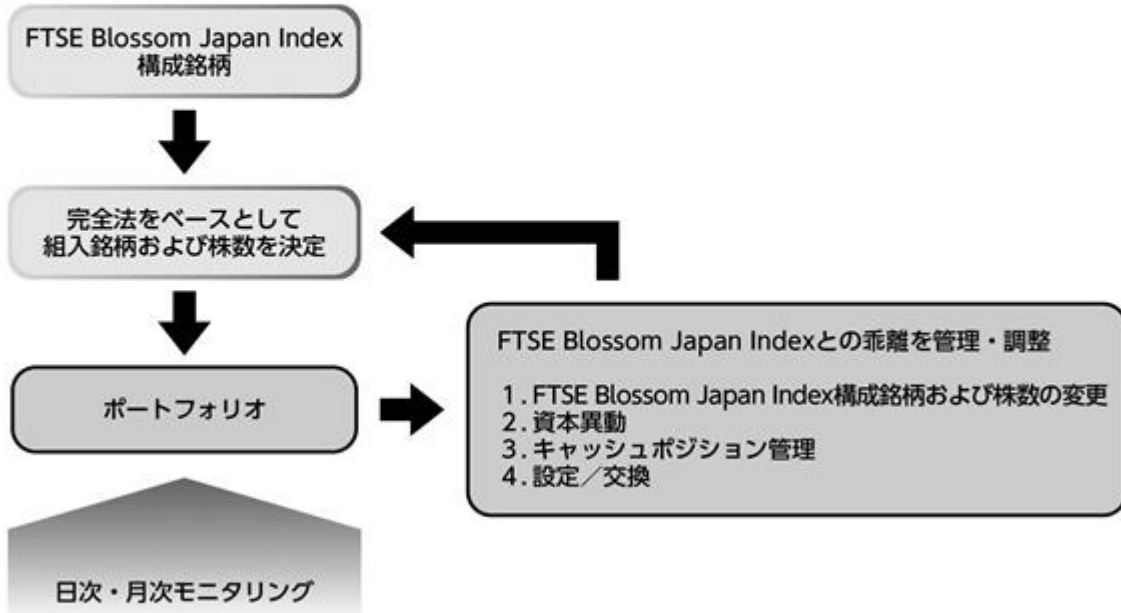 FTSE Blossom Japan Index
構成銘柄
完全法をベースとして
組入銘柄および株数を決定
ポートフォリオ
FTSE Blossom Japan Indexとの乖離を管理・調整
1．FTSE Blossom Japan Index構成銘柄および株数の変更
2．資本異動
3．キャッシュポジション管理
4．設定／交換
日次・月次モニタリング